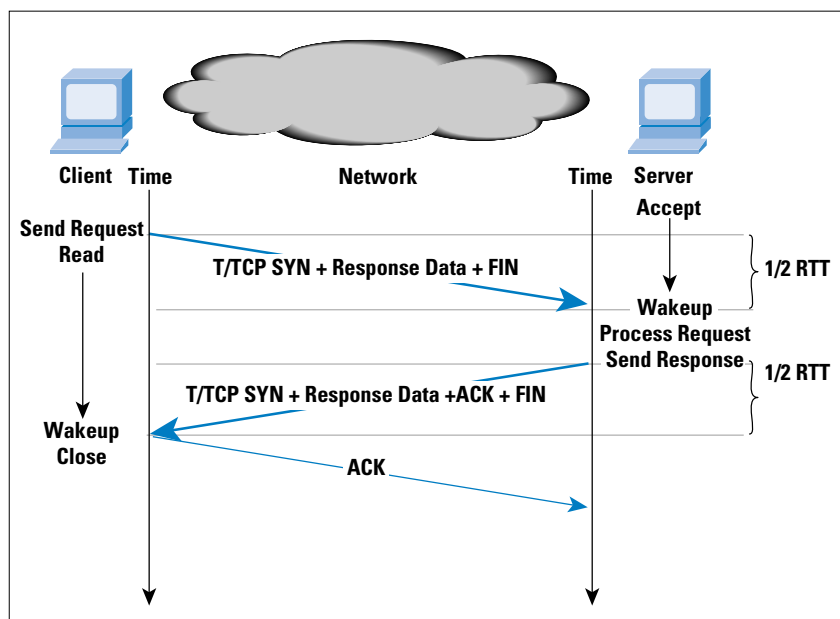 Client Time Network Time Server
Accept
Send Request
Read
T/TCP SYN + Response Data + FIN
1/2 RTT
Wakeup
Process Request
Send Response
1/2 RTT
T/TCP SYN + Response Data +ACK + FIN
Wakeup
Close
ACK